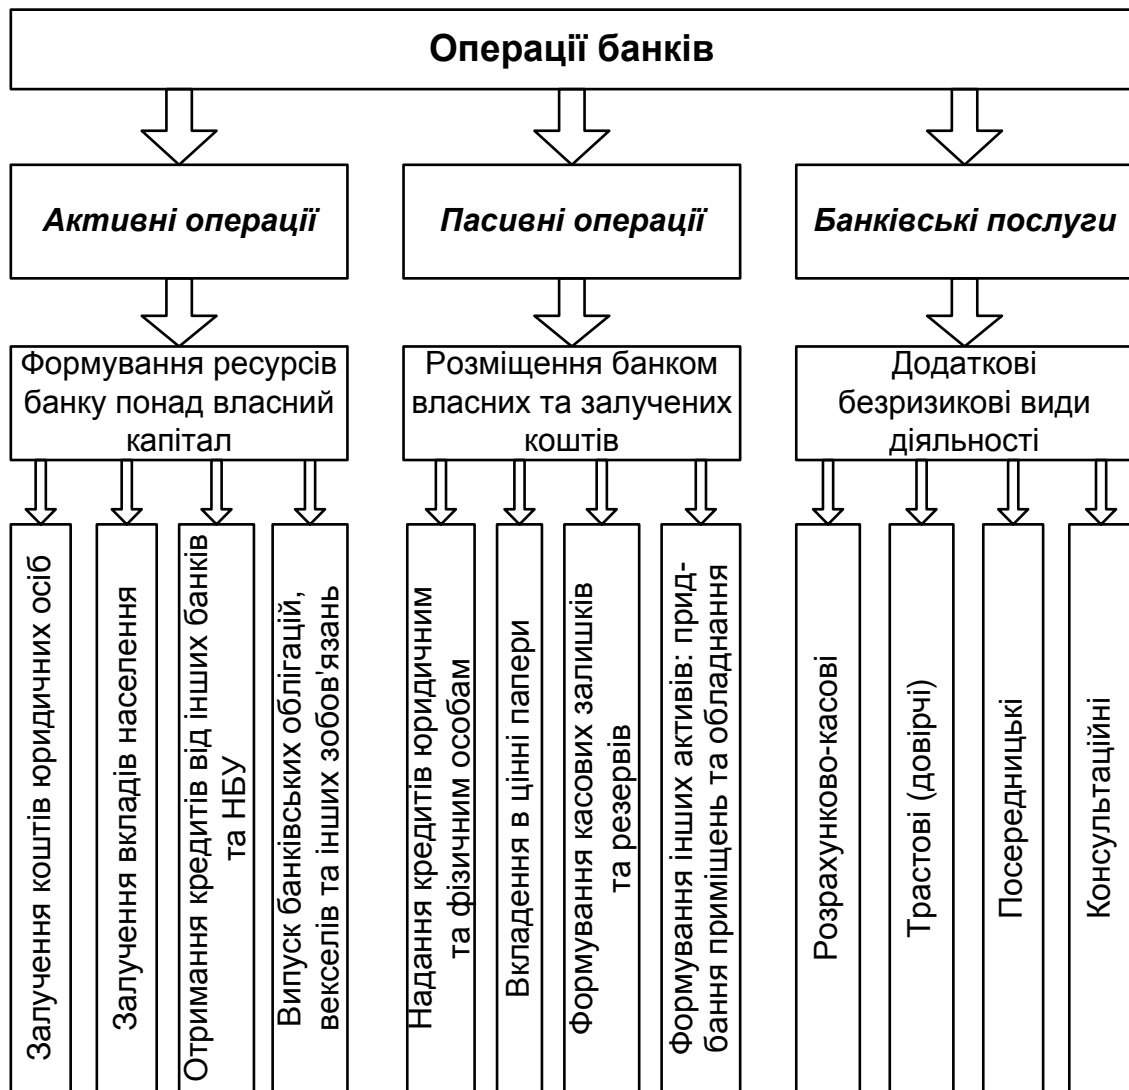 Операції банків
Активні операції
Пасивні операції
Банківські послуги
Формування ресурсів
банку понад власний
капітал
Розміщення банком
власних та залучених
коштів
Додаткові
безризикові види
діяльності
Залучення коштів юридичних осіб
Залучення вкладів населення
Отримання кредитів від інших банків
та НБУ
Випуск банківських облігацій,
векселів та інших зобов'язань
Надання кредитів юридичним
та фізичним особам
Вкладення в цінні папери
Формування касових залишків
та резервів
Формування інших активів: прид-
бання приміщень та обладнання
Розрахунково-касові
Трастові (довірчі)
Посередницькі
Консультаційні